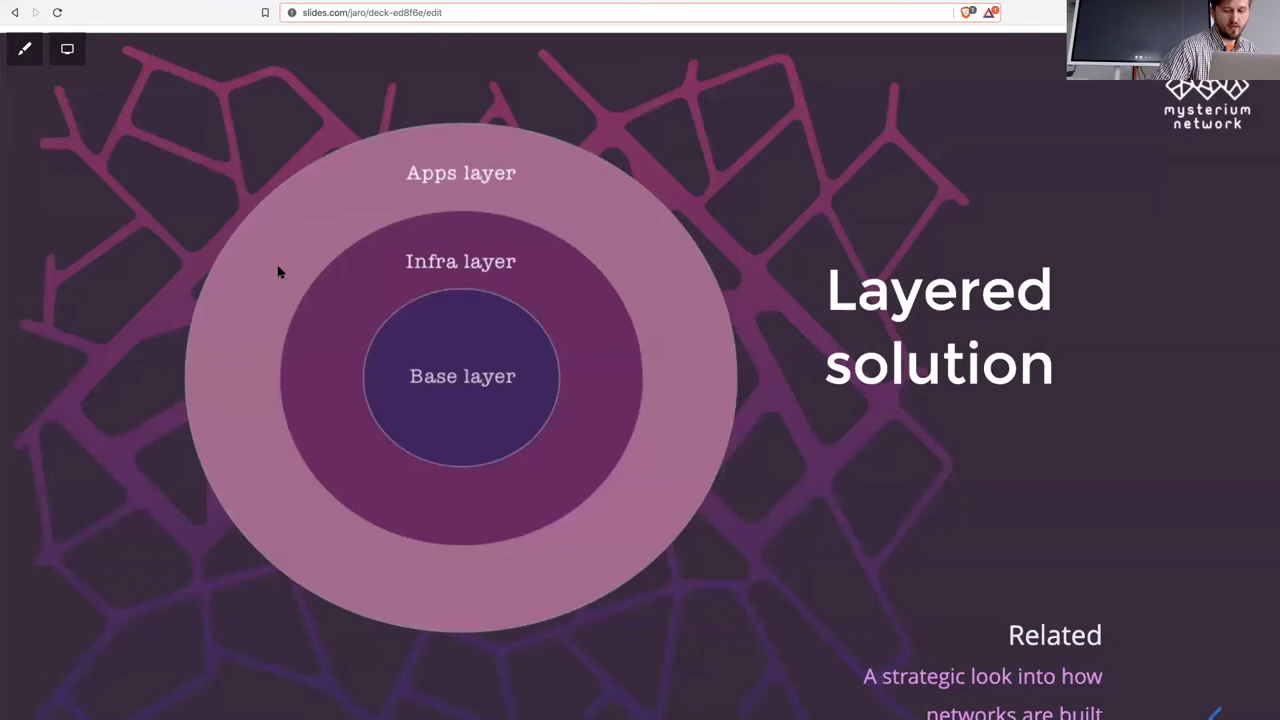 slides.com/jaro/deck-ed8f6e/edit
mysterium
network
Apps layer
Infra layer
Base layer
Layered
solution
Related
A strategic look into how
networks are built